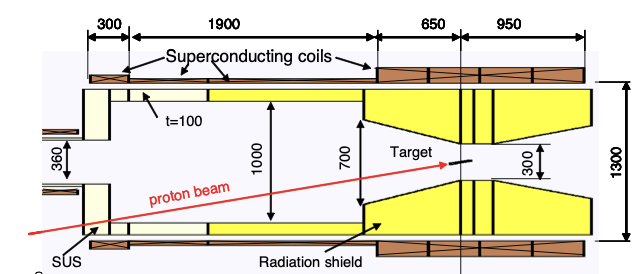 300
1900
650
950
Superconducting coils
t=100
360
1000
700
Target
300
1300
proton beam
SUS
Radiation shield